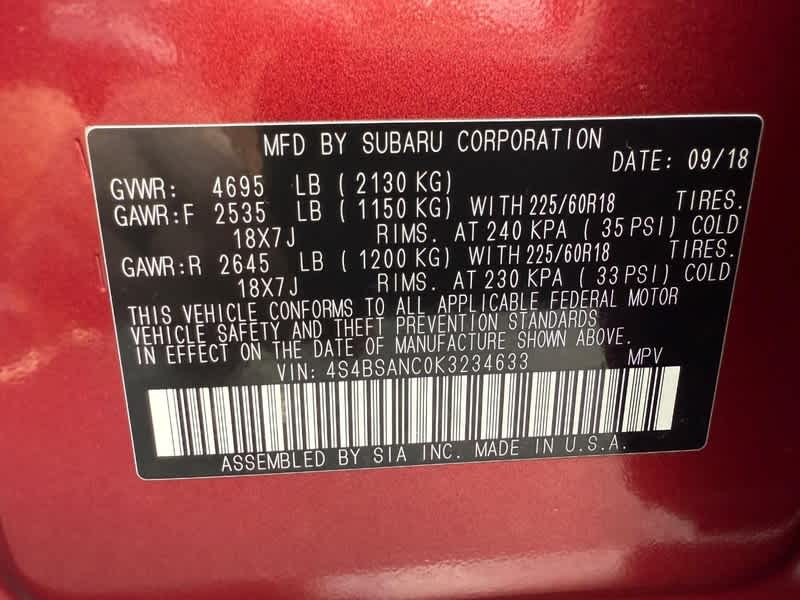 MFD BY SUBARU CORPORATION
DATE: 09/18
GVWR: 4695 LB ( 2130 KG)
GAWR:F 2535 LB ( 1150 KG) WITH 225/60R18 TIRES.
18X7J RIMS. AT 240 KPA ( 35 PSI) COLD
GAWR:R 2645 LB ( 1200 KG) WITH 225/60R18 TIRES.
18X7J RIMS. AT 230 KPA ( 33 PSI) COLD
THIS VEHICLE CONFORMS TO ALL APPLICABLE FEDERAL MOTOR
VEHICLE SAFETY AND THEFT PREVENTION STANDARDS
IN EFFECT ON THE DATE OF MANUFACTURE SHOWN ABOVE.
VIN: 4S4BSANC0K3234633 MPV
ASSEMBLED BY SIA INC. MADE IN U.S.A.